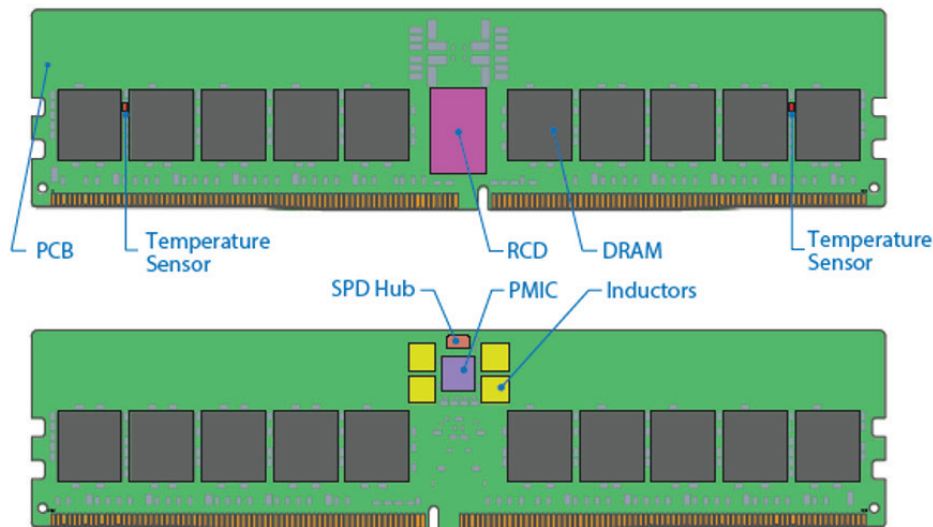 PCB
Temperature
Sensor
RCD
DRAM
Temperature
Sensor
SPD Hub
PMIC
Inductors